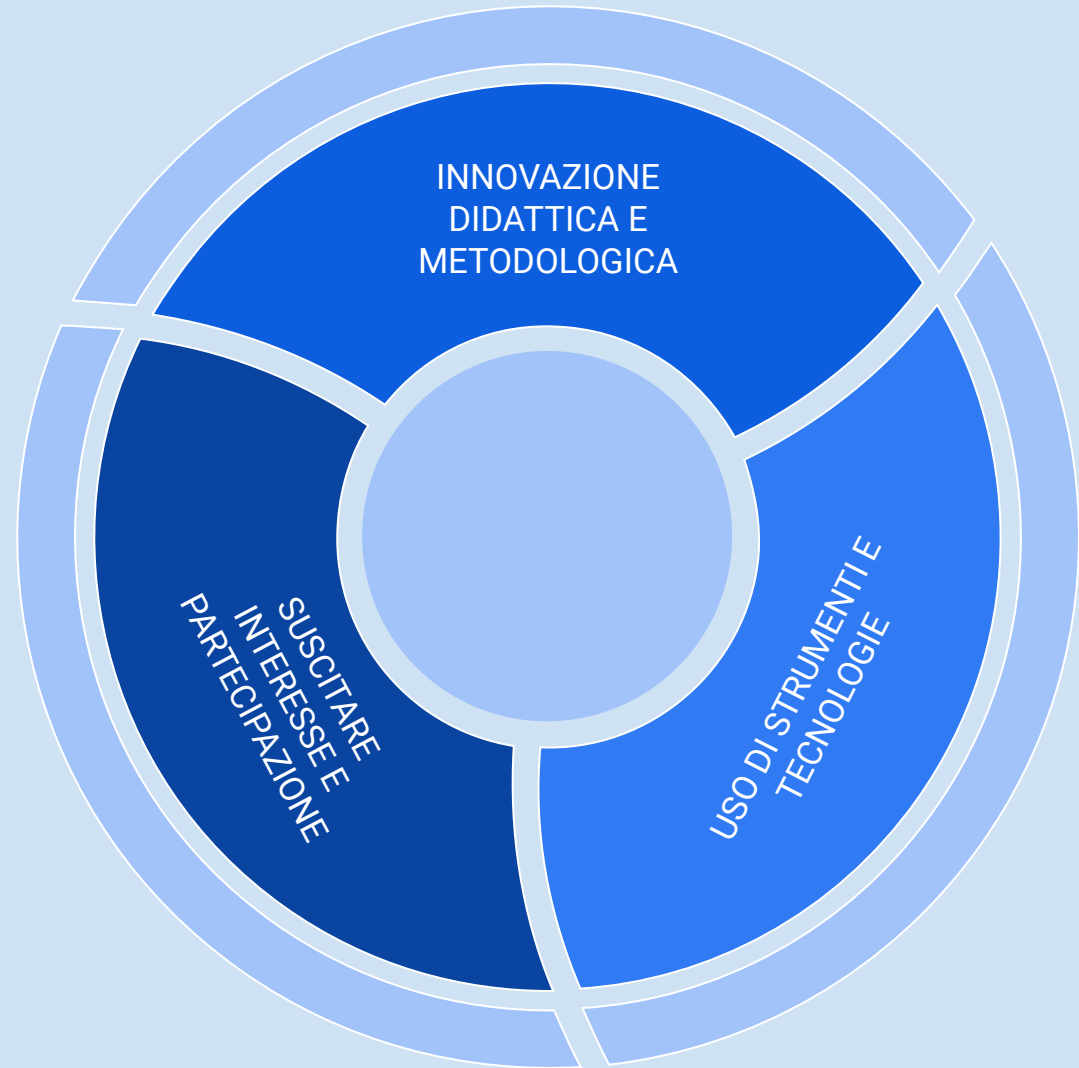 INNOVAZIONE
DIDATTICA E
METODOLOGICA
USO DI STRUMENTI E
TECNOLOGIE
SUSCITARE
INTERESSE E
PARTECIPAZIONE